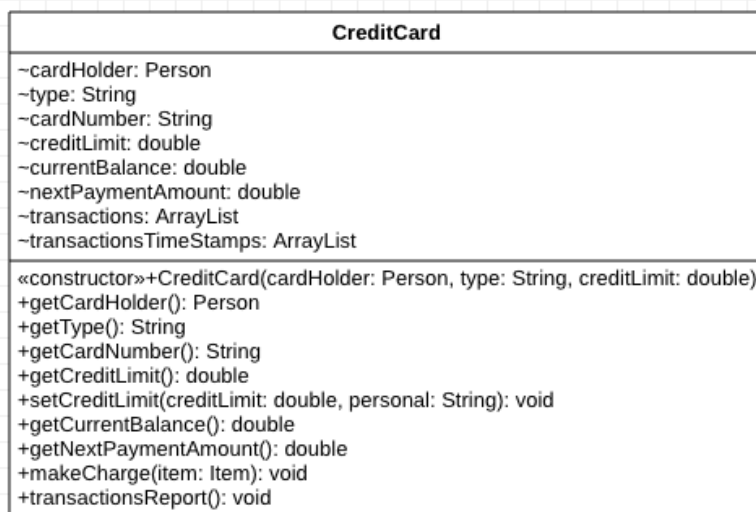 CreditCard
~cardHolder: Person
~type: String
~cardNumber: String
~creditLimit: double
~currentBalance: double
~nextPaymentAmount: double
~transactions: ArrayList
~transactionsTimeStamps: ArrayList
«constructor»+CreditCard(cardHolder: Person, type: String, creditLimit: double)
+getCardHolder(): Person
+getType(): String
+getCardNumber(): String
+getCreditLimit(): double
+setCreditLimit(creditLimit: double, personal: String): void
+getCurrentBalance(): double
+getNextPaymentAmount(): double
+makeCharge(item: Item): void
+transactionsReport(): void